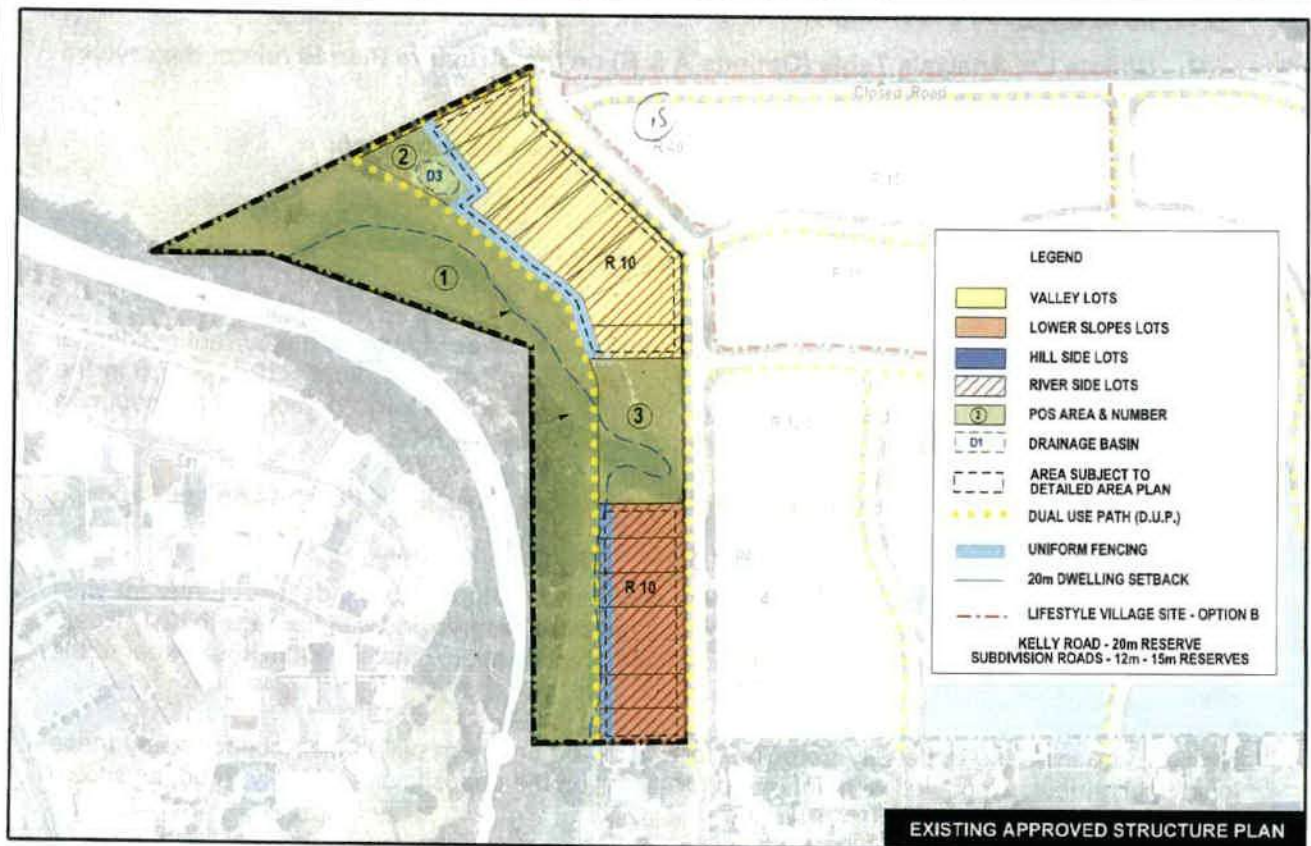 Closed Road
15
2
D3
R 10
1
3
R 10
LEGEND
VALLEY LOTS
LOWER SLOPES LOTS
HILL SIDE LOTS
RIVER SIDE LOTS
3 POS AREA & NUMBER
D1 DRAINAGE BASIN
AREA SUBJECT TO
DETAILED AREA PLAN
DUAL USE PATH (D.U.P.)
UNIFORM FENCING
20m DWELLING SETBACK
LIFESTYLE VILLAGE SITE - OPTION B
KELLY ROAD - 20m RESERVE
SUBDIVISION ROADS - 12m - 15m RESERVES
EXISTING APPROVED STRUCTURE PLAN